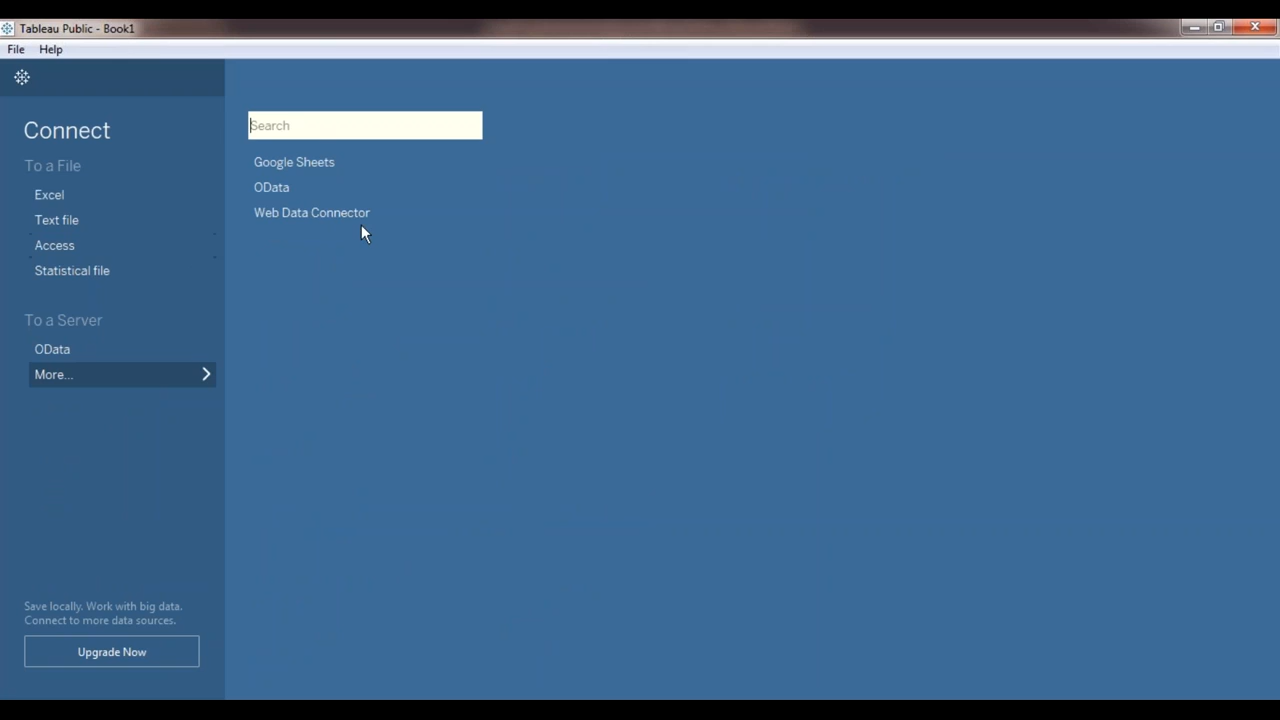 Tableau Public - Book1
File Help
Connect
To a File
Excel
Text file
Access
Statistical file
To a Server
OData
More...
Save locally. Work with big data.
Connect to more data sources.
Upgrade Now
Search
Google Sheets
OData
Web Data Connector